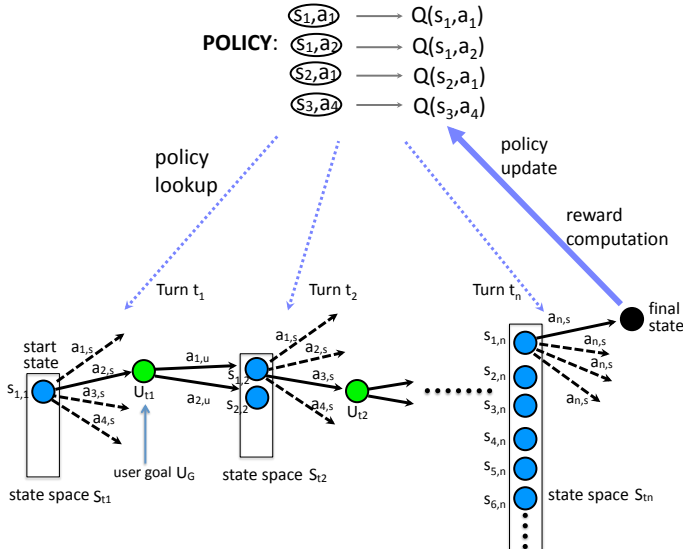 s₁,a₁ Q(s₁,a₁)
POLICY: s₁,a₂ Q(s₁,a₂)
s₂,a₁ Q(s₂,a₁)
s₃,a₄ Q(s₃,a₄)
policy
lookup
policy
update
reward
computation
Turn t₁
Turn t₂
Turn tₙ
final
state
start
state
a1,s
a2,s
a3,s
a4,s
s1,1
Ut1
a1,u
a2,u
user goal UG
state space St1
a1,s
a2,s
a3,s
a4,s
s1,2
s2,2
Ut2
state space St2
an,s
an,s
an,s
an,s
s1,n
s2,n
s3,n
s4,n
s5,n
s6,n
state space Stn